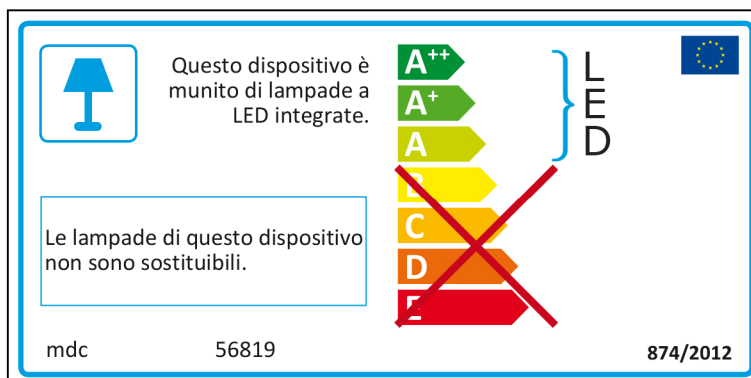 Questo dispositivo è
munito di lampade a
LED integrate.
A++
A+
A
B
C
D
E
L
E
D
Le lampade di questo dispositivo
non sono sostituibili.
mdc 56819
874/2012